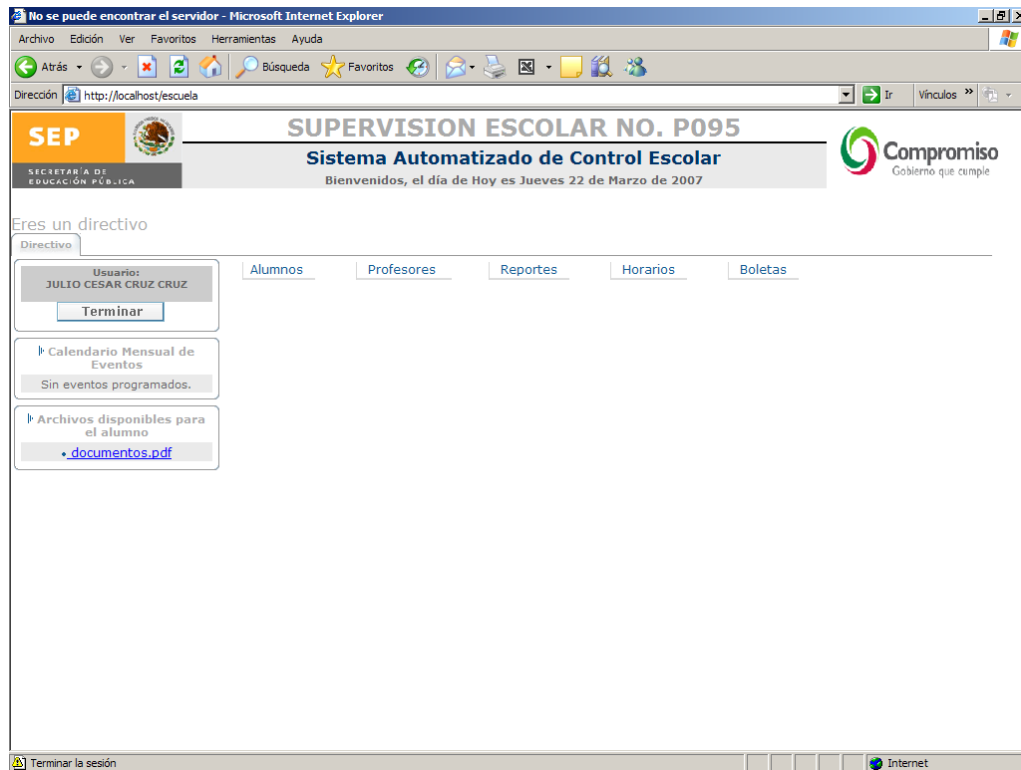 No se puede encontrar el servidor - Microsoft Internet Explorer
Archivo Edición Ver Favoritos Herramientas Ayuda
Atrás Búsqueda Favoritos
Dirección http://localhost/escuela Ir Vínculos »
SEP
SECRETARÍA DE
EDUCACIÓN PÚBLICA
SUPERVISION ESCOLAR NO. P095
Sistema Automatizado de Control Escolar
Bienvenidos, el día de Hoy es Jueves 22 de Marzo de 2007
Compromiso
Gobierno que cumple
Eres un directivo
Directivo
Usuario:
JULIO CESAR CRUZ CRUZ
Terminar
Alumnos Profesores Reportes Horarios Boletas
Calendario Mensual de
Eventos
Sin eventos programados.
Archivos disponibles para
el alumno
documentos.pdf
Terminar la sesión Internet